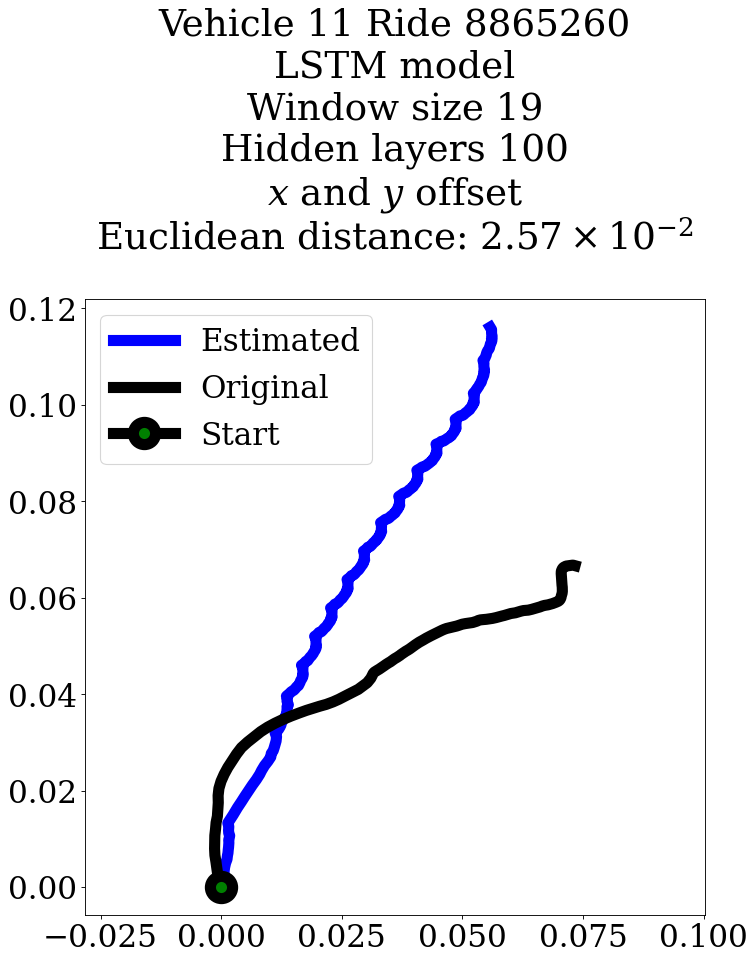 Vehicle 11 Ride 8865260
LSTM model
Window size 19
Hidden layers 100
x and y offset
Euclidean distance: 2.57 × 10⁻²
0.12
0.10
0.08
0.06
0.04
0.02
0.00
Estimated
Original
Start
−0.025 0.000 0.025 0.050 0.075 0.100